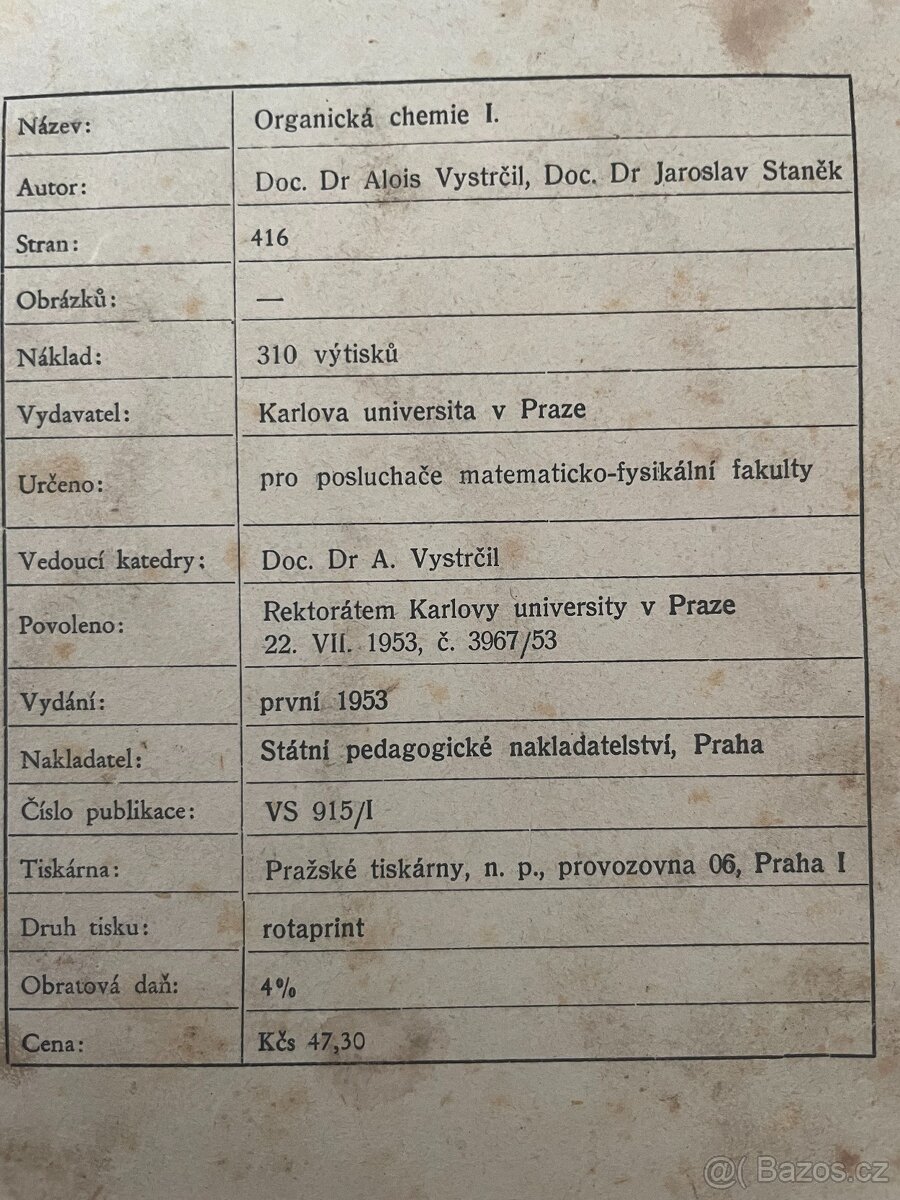 Název: Organická chemie I.
Autor: Doc. Dr Alois Vystrčil, Doc. Dr Jaroslav Staněk
Stran: 416
Obrázků: —
Náklad: 310 výtisků
Vydavatel: Karlova universita v Praze
Určeno: pro posluchače matematicko-fysikální fakulty
Vedoucí katedry: Doc. Dr A. Vystrčil
Povoleno: Rektorátem Karlovy university v Praze
22. VII. 1953, č. 3967/53
Vydání: první 1953
Nakladatel: Státní pedagogické nakladatelství, Praha
Číslo publikace: VS 915/I
Tiskárna: Pražské tiskárny, n. p., provozovna 06, Praha I
Druh tisku: rotaprint
Obratová daň: 4%
Cena: Kčs 47,30
@( Bazos.cz